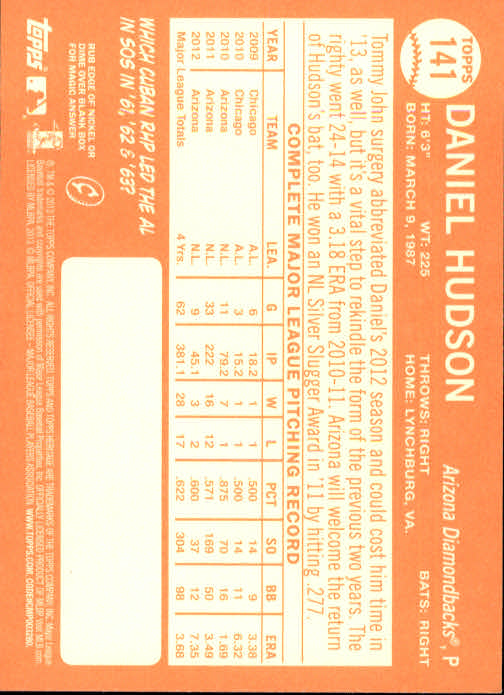 TOPPS
141
DANIEL HUDSON
Arizona Diamondbacks®, P
HT: 6'3" WT: 225 THROWS: RIGHT BATS: RIGHT
BORN: MARCH 9, 1987 HOME: LYNCHBURG, VA.
Tommy John surgery abbreviated Daniel's 2012 season and could cost him time in
'13, as well, but it's a vital step to rekindle the form of the previous two years. The
righty went 24-14 with a 3.18 ERA from 2010-11. Arizona will welcome the return
of Hudson's bat, too. He won an NL Silver Slugger Award in '11 by hitting .277.
COMPLETE MAJOR LEAGUE PITCHING RECORD
YEAR TEAM LEA. G IP W L PCT SO BB ERA
2009 Chicago A.L. 6 18.2 1 1 .500 14 9 3.38
2010 Chicago A.L. 3 15.2 1 1 .500 14 11 6.32
2010 Arizona N.L. 11 79.2 7 1 .875 70 16 1.69
2011 Arizona N.L. 33 222 16 12 .571 169 50 3.49
2012 Arizona N.L. 9 45.1 3 2 .600 37 12 7.35
Major League Totals 4 Yrs. 62 381.1 28 17 .622 304 98 3.68
WHICH CUBAN RHP LED THE AL
IN SOS IN '61, '62 & '63?
RUB EDGE OF NICKEL OR
DIME OVER BLANK BOX
FOR MAGIC ANSWER
TOPPS